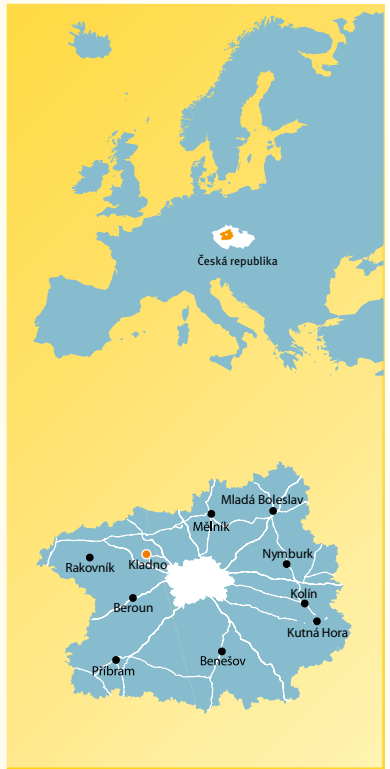 Česká republika
Mladá Boleslav
Mělník
Nymburk
Rakovník
Kladno
Kolín
Beroun
Kutná Hora
Benešov
Příbram